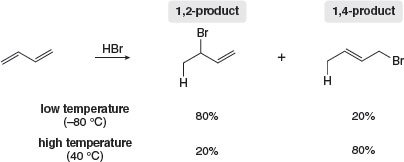 1,2-product 1,4-product
Br
HBr
+
Br
H
H
low temperature
(–80 °C)
80% 20%
high temperature
(40 °C)
20% 80%